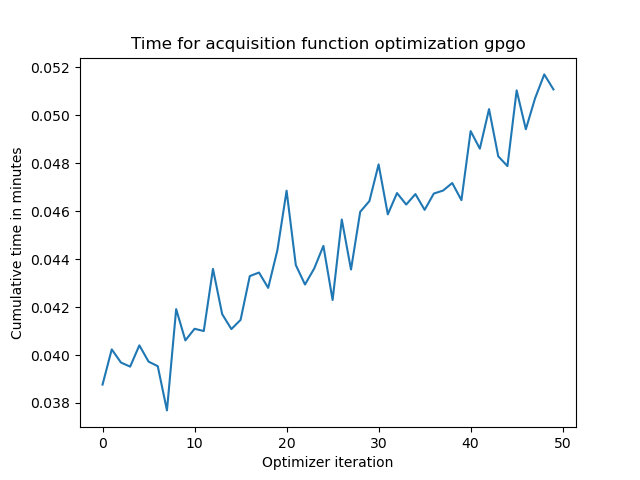 Time for acquisition function optimization gpgo
Cumulative time in minutes
0.052
0.050
0.048
0.046
0.044
0.042
0.040
0.038
0 10 20 30 40 50
Optimizer iteration